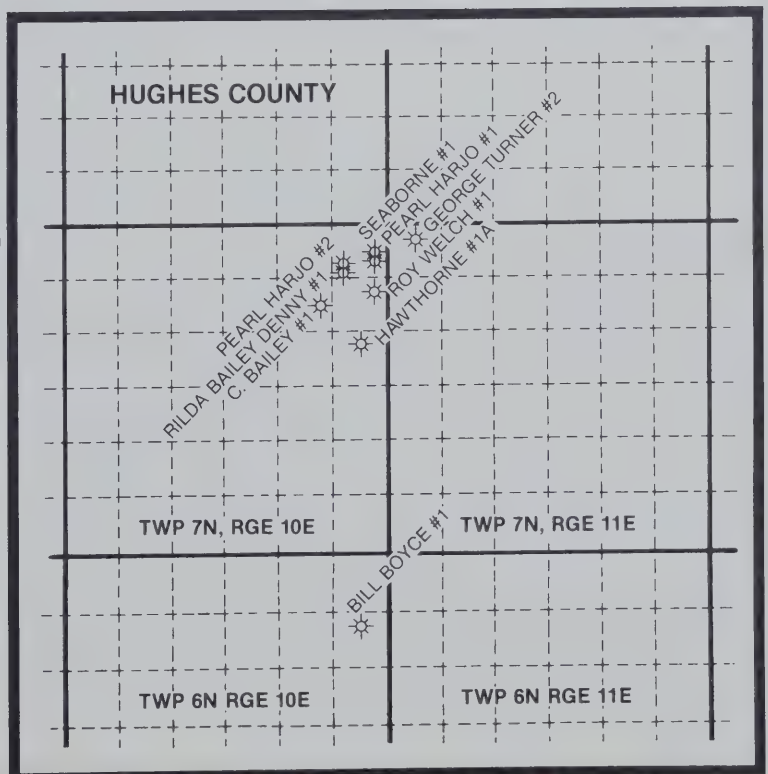 HUGHES COUNTY
SEABORNE #1
PEARL HARJO #1
GEORGE TURNER #2
ROY WELCH #1
HAWTHORNE #1A
PEARL HARJO #2
RILDA BAILEY DENNY #1
C. BAILEY #1
TWP 7N, RGE 10E
TWP 7N, RGE 11E
BILL BOYCE #1
TWP 6N RGE 10E
TWP 6N RGE 11E